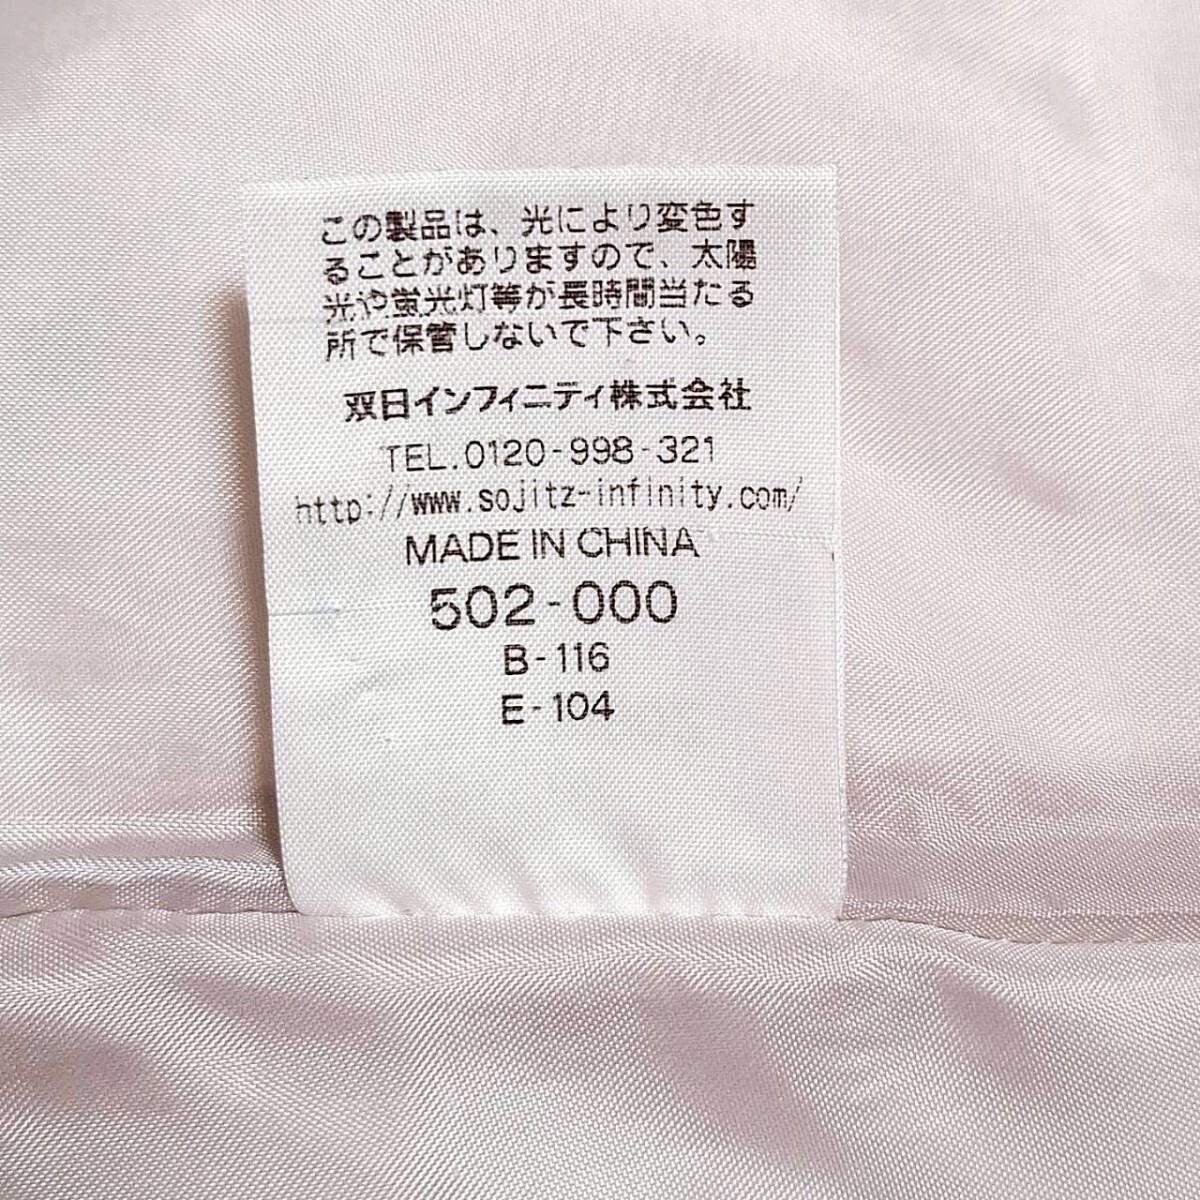 この製品は、光により変色す
ることがありますので、太陽
光や蛍光灯等が長時間当たる
所で保管しないで下さい。
双日インフィニティ株式会社
TEL.0120-998-321
http://www.sojitz-infinity.com/
MADE IN CHINA
502-000
B-116
E-104